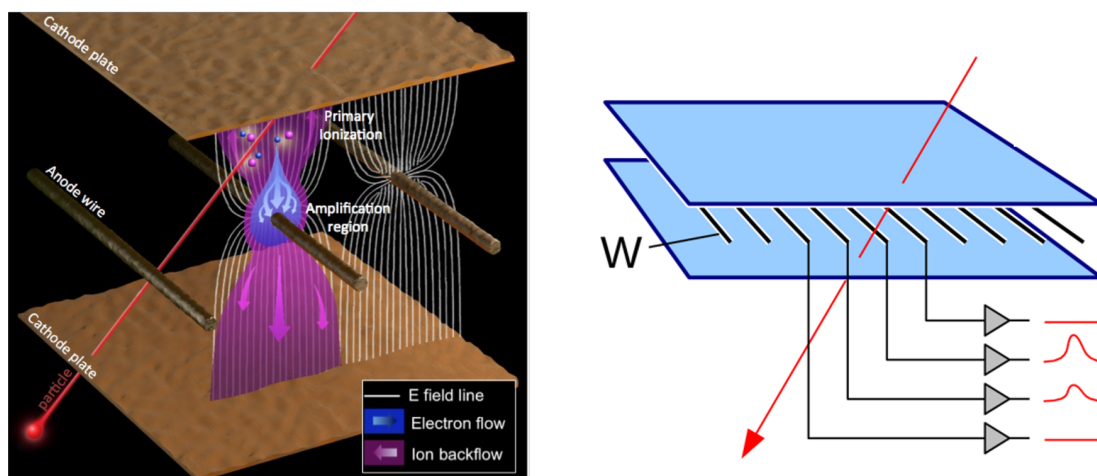 Cathode plate
Primary
Ionization
Anode wire
Amplification
region
Cathode plate
particle
E field line
Electron flow
Ion backflow
W